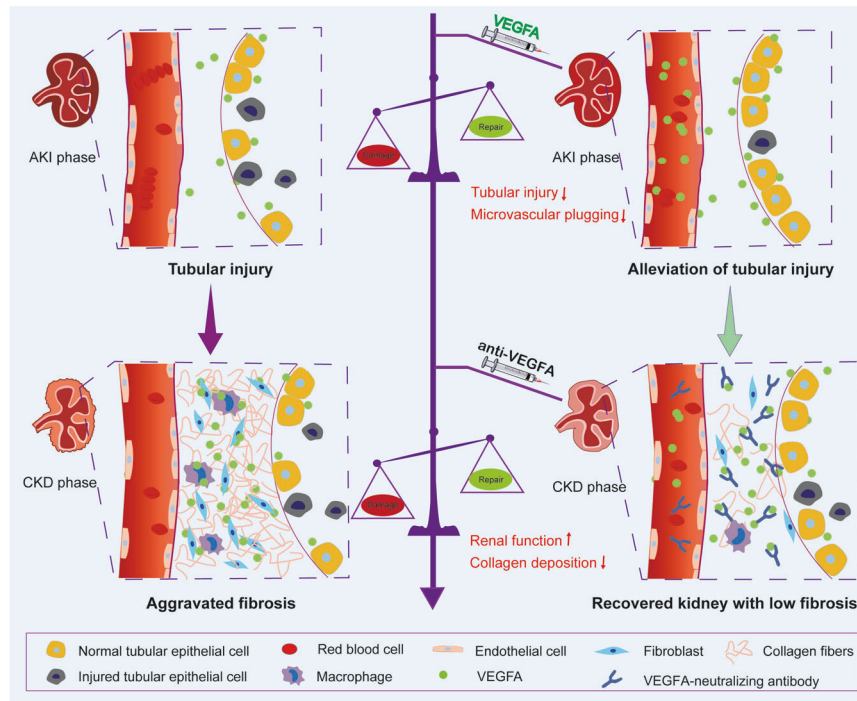 VEGFA
AKI phase
Damage
Repair
AKI phase
Tubular injury ↓
Microvascular plugging ↓
Tubular injury
Alleviation of tubular injury
anti-VEGFA
CKD phase
Damage
Repair
CKD phase
Renal function ↑
Collagen deposition ↓
Aggravated fibrosis
Recovered kidney with low fibrosis
Normal tubular epithelial cell
Red blood cell
Endothelial cell
Fibroblast
Collagen fibers
Injured tubular epithelial cell
Macrophage
VEGFA
VEGFA-neutralizing antibody